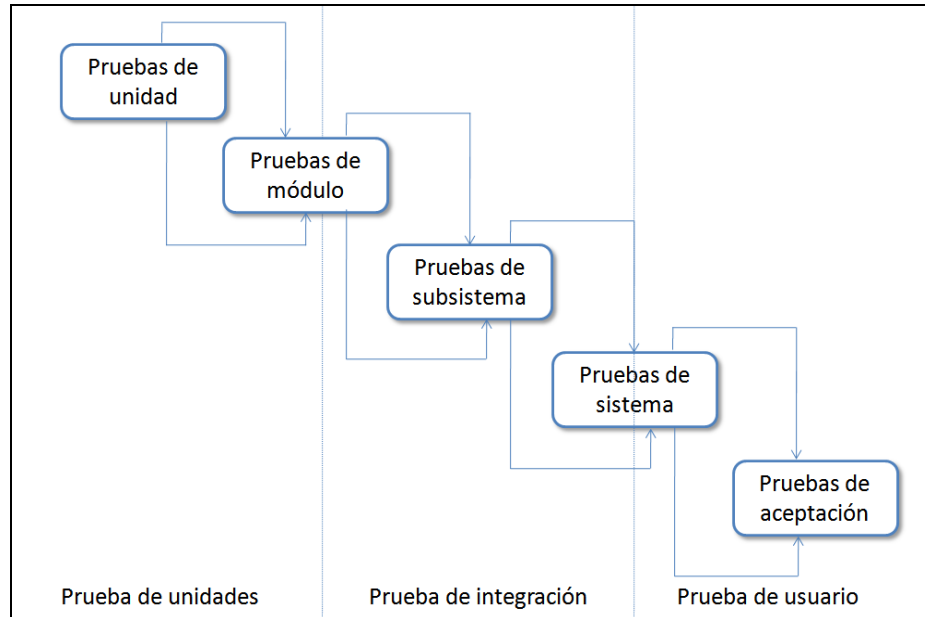 Pruebas de
unidad
Pruebas de
módulo
Pruebas de
subsistema
Pruebas de
sistema
Pruebas de
aceptación
Prueba de unidades
Prueba de integración
Prueba de usuario